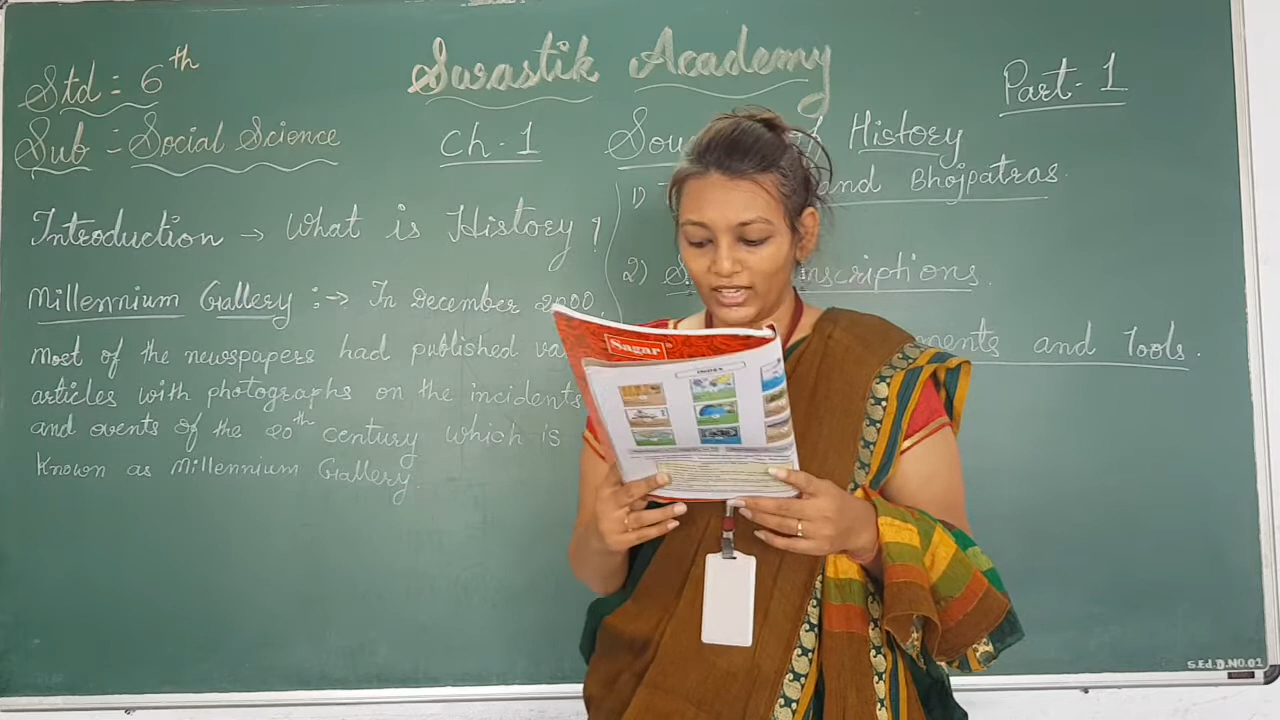 Swastik Academy
Std = 6th
Part-1
Sub = Social Science
Ch.1
of History
1)
and Bhojpatras.
Introduction → What is History ?
2)
Inscriptions.
Millennium Gallery :→ In December 2000,
most of the newspapers had published
and Tools.
articles with photographs on the incidents
and events of the 20th century which is
known as Millennium Gallery.
Sagar
INDEX
S.Ed.D.NO.01